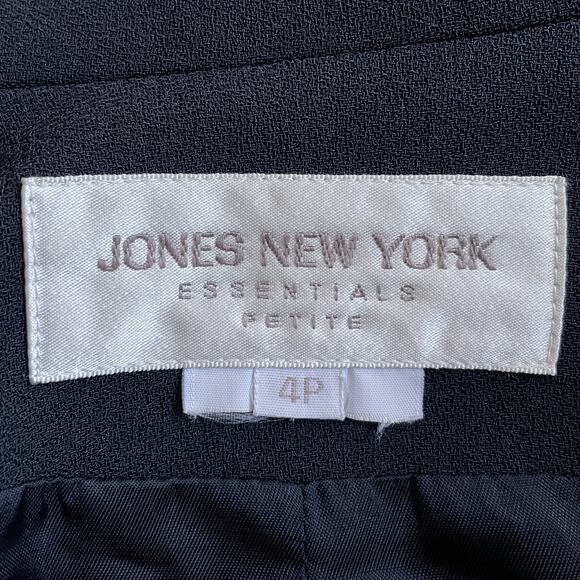 JONES NEW YORK
ESSENTIALS
PETITE
4P